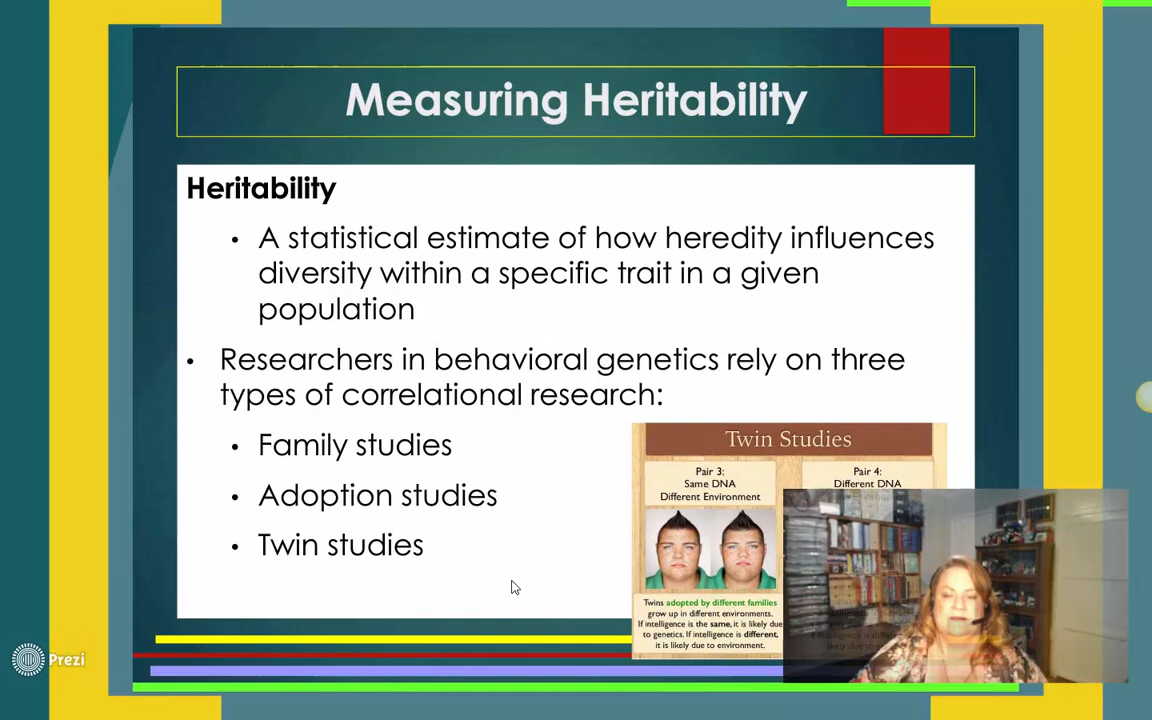 Measuring Heritability
Heritability
• A statistical estimate of how heredity influences
diversity within a specific trait in a given
population
• Researchers in behavioral genetics rely on three
types of correlational research:
• Family studies
• Adoption studies
• Twin studies
Twin Studies
Pair 3:
Same DNA
Different Environment
Twins adopted by different families
grow up in different environments.
If intelligence is the same, it is likely due
to genetics. If intelligence is different,
it is likely due to environment.
Pair 4:
Different DNA
Prezi